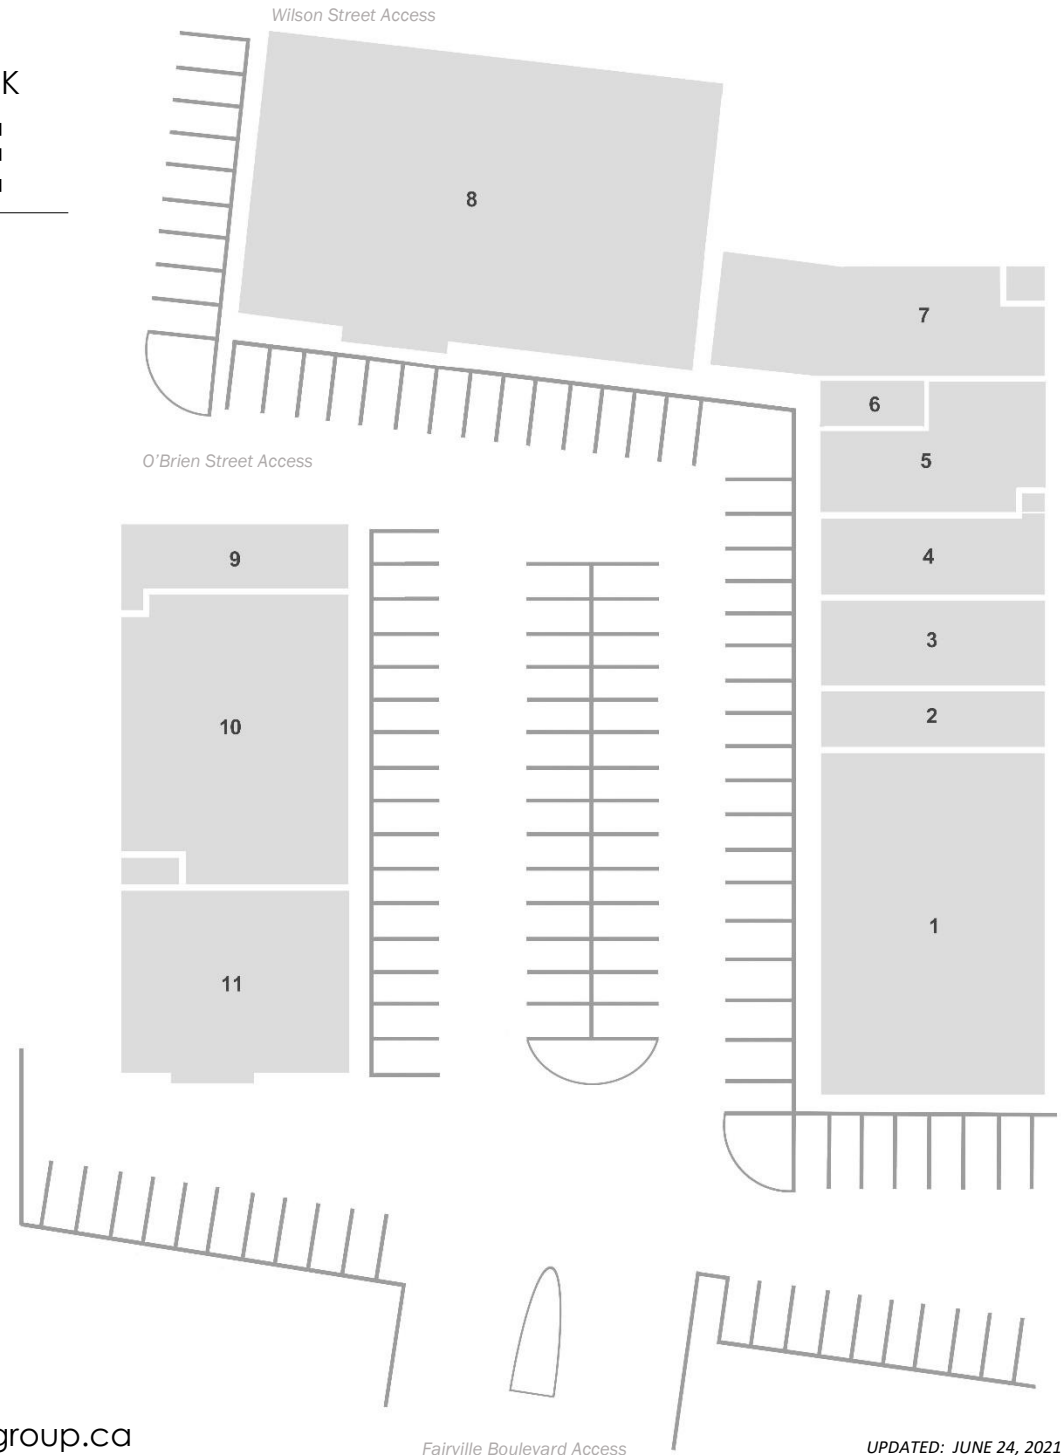 Wilson Street Access
K
8
7
6
5
O'Brien Street Access
9
4
3
10
2
1
11
group.ca
Fairville Boulevard Access
UPDATED: JUNE 24, 2021